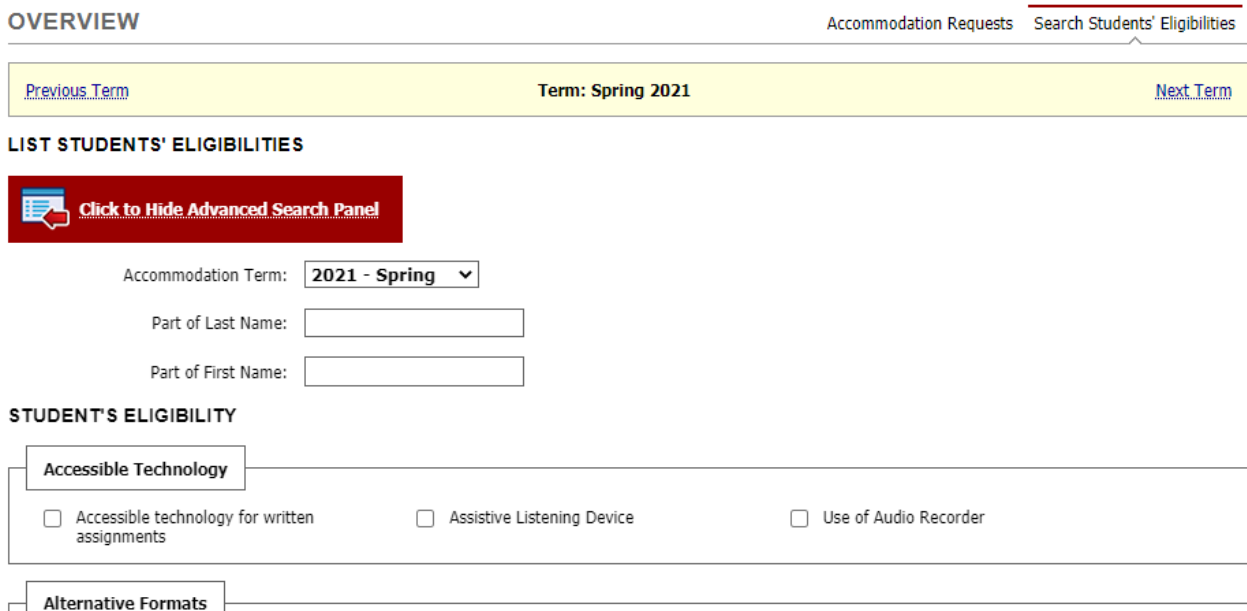 OVERVIEW
Accommodation Requests
Search Students' Eligibilities
Previous Term
Term: Spring 2021
Next Term
LIST STUDENTS' ELIGIBILITIES
Click to Hide Advanced Search Panel
Accommodation Term: 2021 - Spring
Part of Last Name:
Part of First Name:
STUDENT'S ELIGIBILITY
Accessible Technology
Accessible technology for written
assignments
Assistive Listening Device
Use of Audio Recorder
Alternative Formats